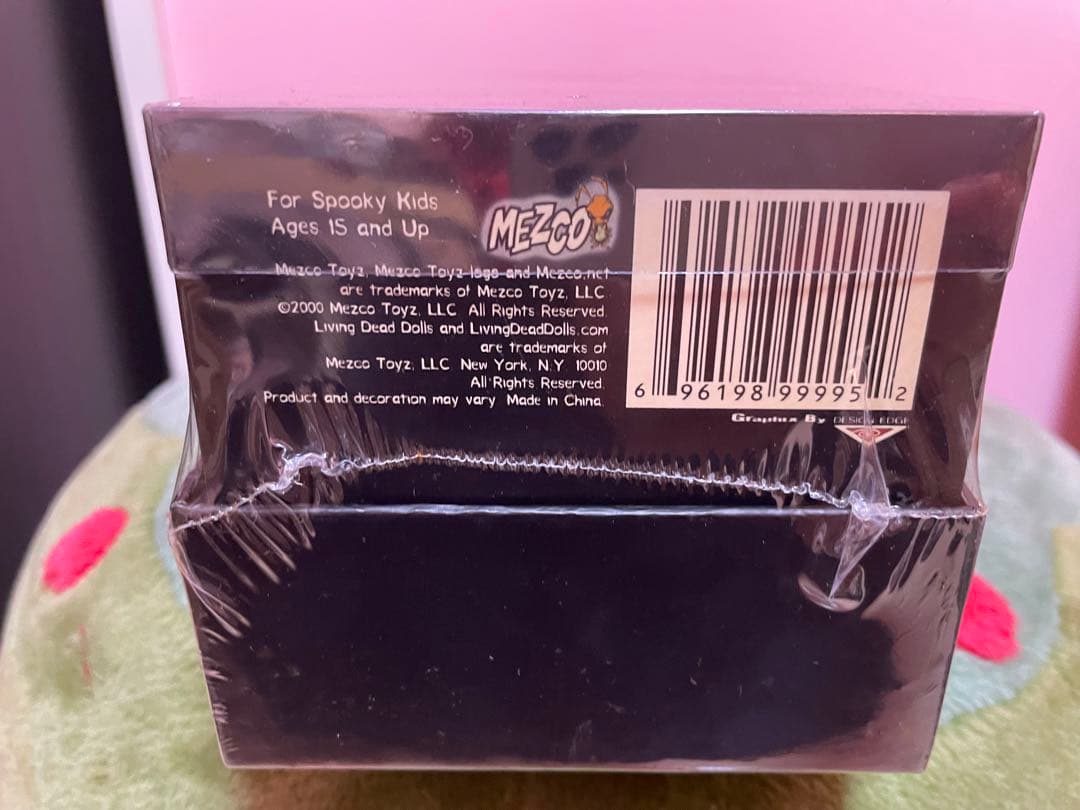 For Spooky Kids
Ages 15 and Up
MEZCO
Mezco Toyz, Mezco Toyz logo and Mezco.net
are trademarks of Mezco Toyz, LLC
©2000 Mezco Toyz, LLC All Rights Reserved.
Living Dead Dolls and LivingDeadDolls.com
are trademarks of
Mezco Toyz, LLC New York, N.Y 10010
All Rights Reserved.
Product and decoration may vary Made in China.
6 96198 99995 2
Graphix By DESIGN EDGE